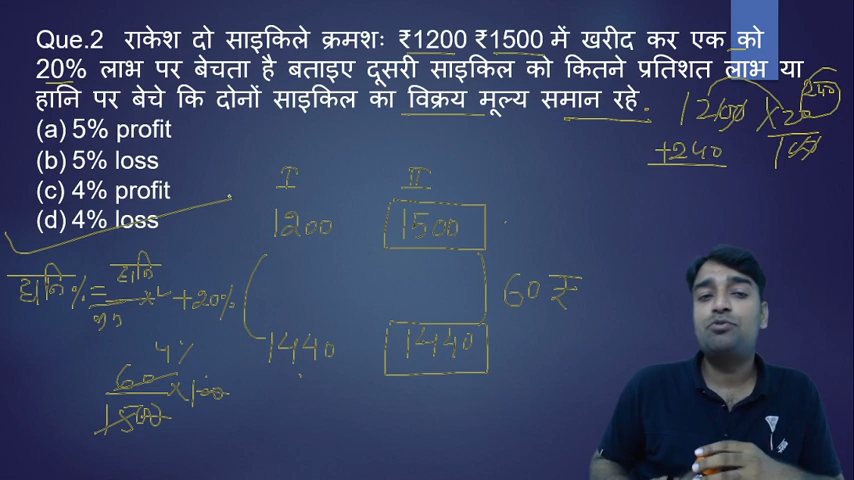 Que.2 राकेश दो साइकिले क्रमशः ₹1200 ₹1500 में खरीद कर एक को
20% लाभ पर बेचता है बताइए दूसरी साइकिल को कितने प्रतिशत लाभ या
हानि पर बेचे कि दोनों साइकिल का विक्रय मूल्य समान रहे.
(a) 5% profit
(b) 5% loss
(c) 4% profit
(d) 4% loss
1200 × 20
240
100
+240
I II
1200 1500
हानि% = हानि
+20%
60 ₹
1440 1440
4%
60
× 100
1500